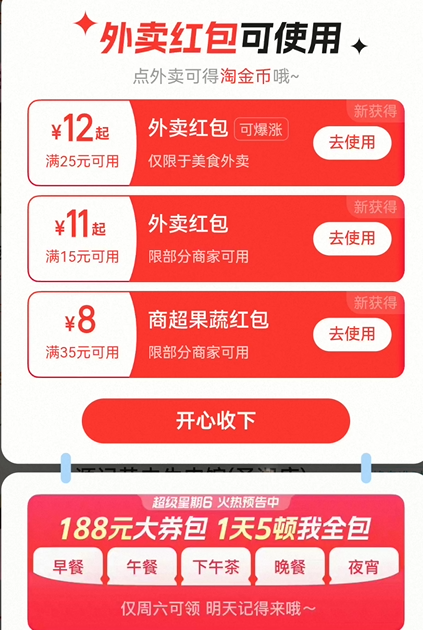 外卖红包可使用
点外卖可得淘金币哦~
新获得
¥12起
满25元可用
外卖红包 可爆涨
仅限于美食外卖
去使用
新获得
¥11起
满15元可用
外卖红包
限部分商家可用
去使用
新获得
¥8
满35元可用
商超果蔬红包
限部分商家可用
去使用
开心收下
超级星期6 火热预告中
188元大券包 1天5顿我全包
早餐 午餐 下午茶 晚餐 夜宵
仅周六可领 明天记得来哦~